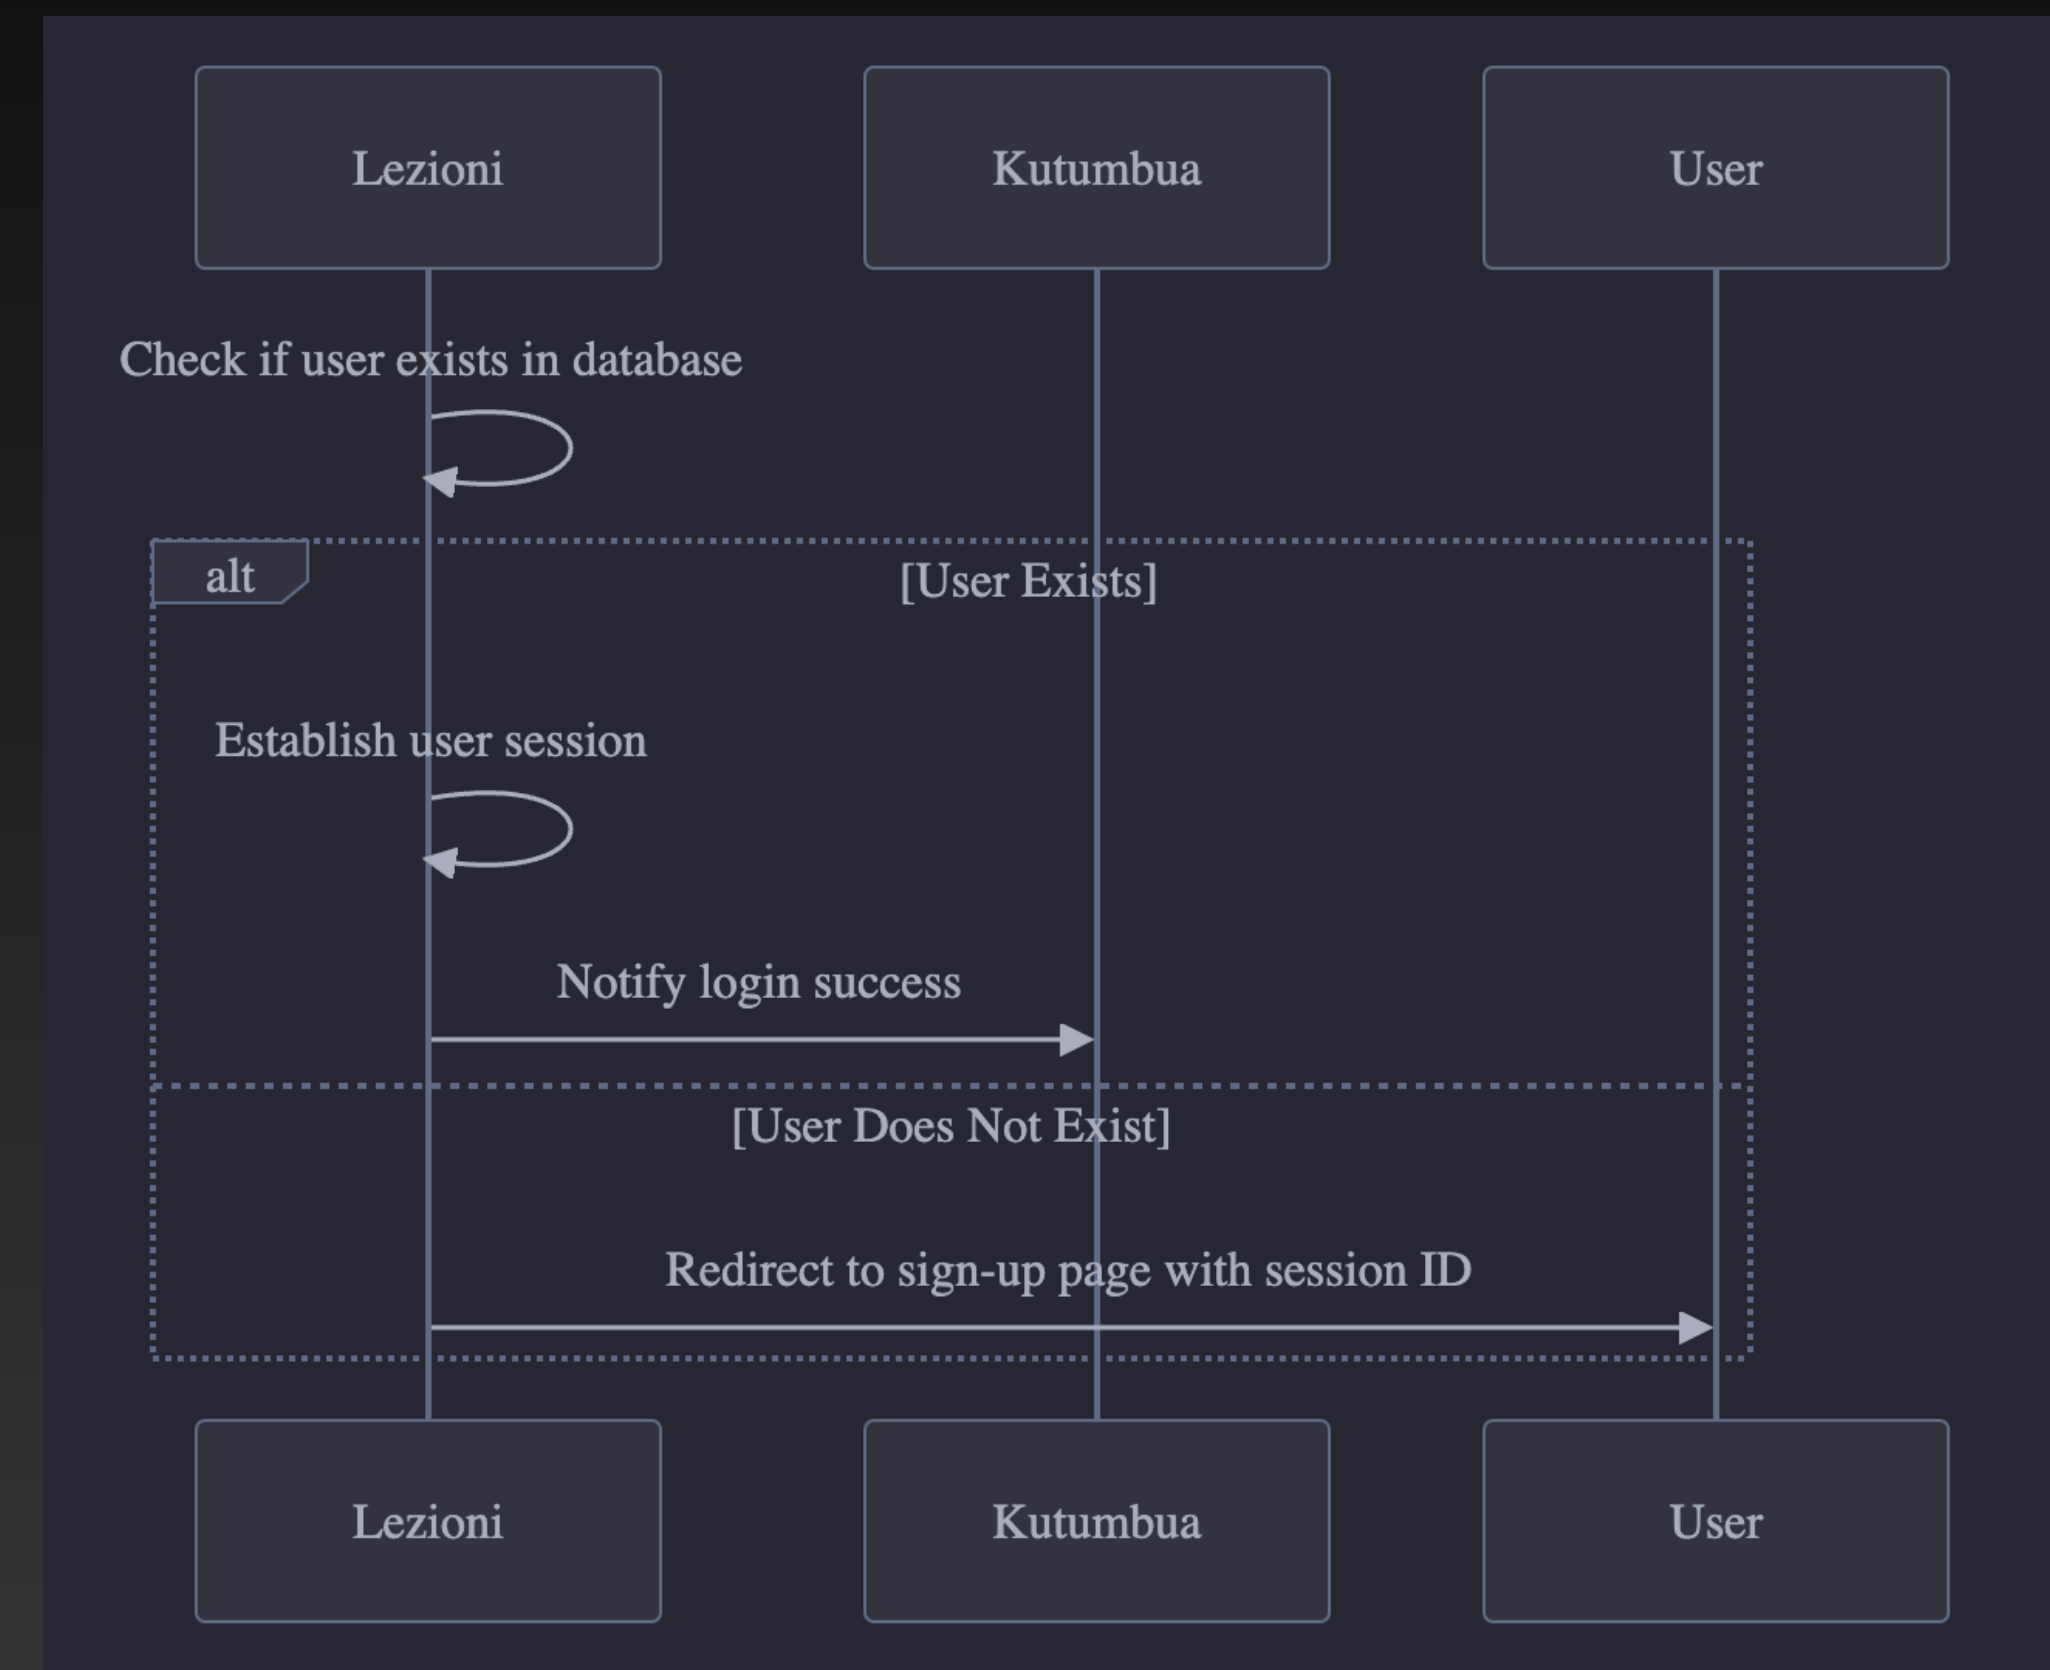 Lezioni
Kutumbua
User
Check if user exists in database
alt
[User Exists]
Establish user session
Notify login success
[User Does Not Exist]
Redirect to sign-up page with session ID
Lezioni
Kutumbua
User